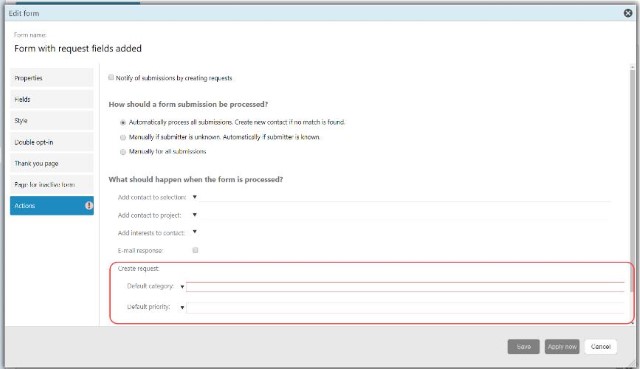 Edit form
Form name:
Form with request fields added
Properties
Fields
Style
Double opt-in
Thank you page
Page for inactive form
Actions
Notify of submissions by creating requests
How should a form submission be processed?
Automatically process all submissions. Create new contact if no match is found.
Manually if submitter is unknown. Automatically if submitter is known.
Manually for all submissions
What should happen when the form is processed?
Add contact to selection:
Add contact to project:
Add interests to contact:
E-mail response:
Create request:
Default category:
Default priority:
Save
Apply now
Cancel